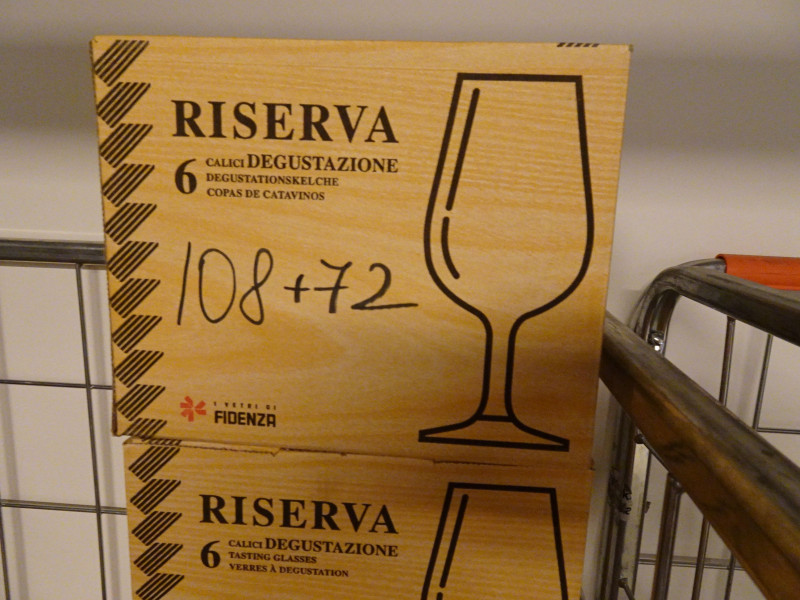 RISERVA
6 CALICI DEGUSTAZIONE
DEGUSTATIONSKELCHE
COPAS DE CATAVINOS
108+72
I VETRI DI
FIDENZA
RISERVA
6 CALICI DEGUSTAZIONE
TASTING GLASSES
VERRES À DEGUSTATION